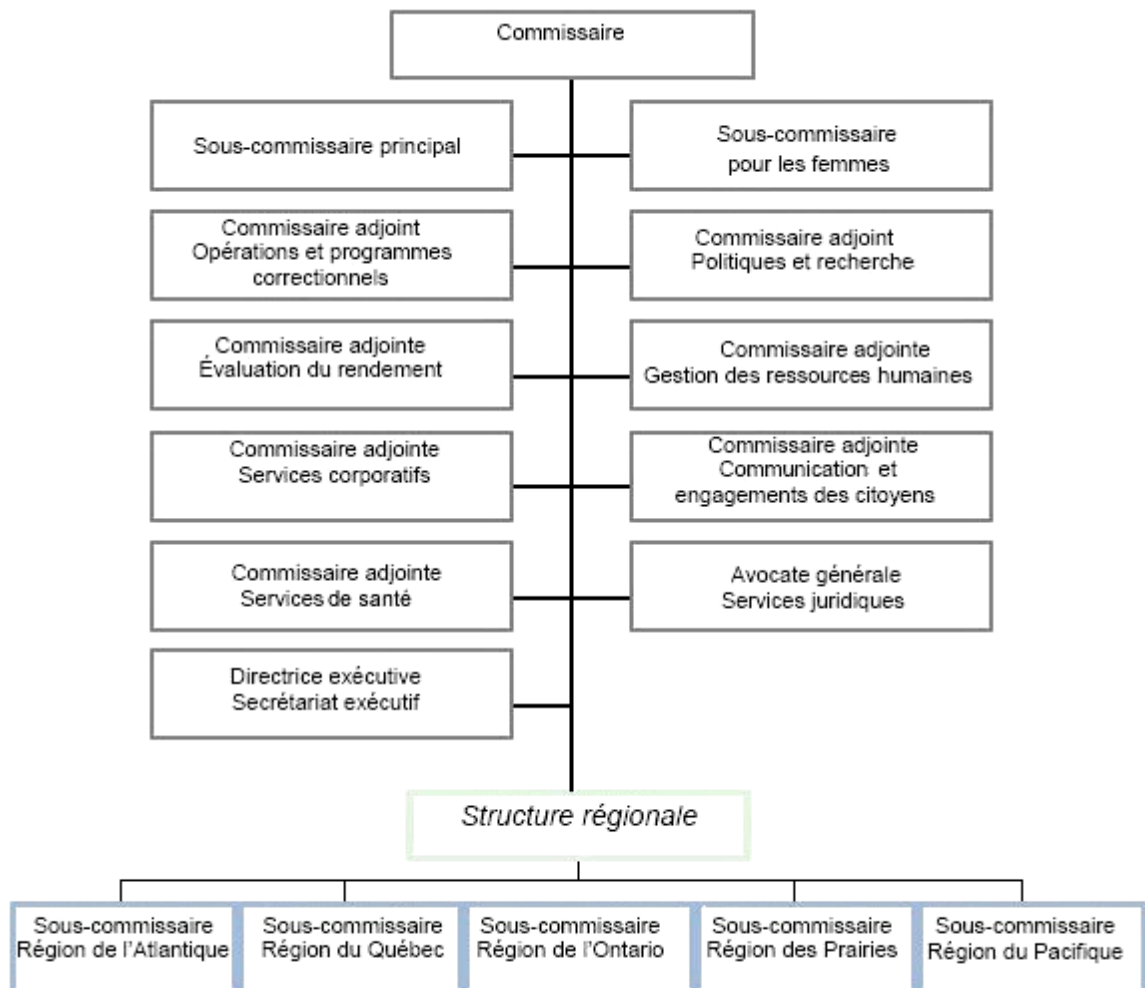 Commissaire
Sous-commissaire principal
Sous-commissaire
pour les femmes
Commissaire adjoint
Opérations et programmes
correctionnels
Commissaire adjoint
Politiques et recherche
Commissaire adjointe
Évaluation du rendement
Commissaire adjointe
Gestion des ressources humaines
Commissaire adjointe
Services corporatifs
Commissaire adjointe
Communication et
engagements des citoyens
Commissaire adjointe
Services de santé
Avocate générale
Services juridiques
Directrice exécutive
Secrétariat exécutif
Structure régionale
Sous-commissaire
Région de l'Atlantique
Sous-commissaire
Région du Québec
Sous-commissaire
Région de l'Ontario
Sous-commissaire
Région des Prairies
Sous-commissaire
Région du Pacifique